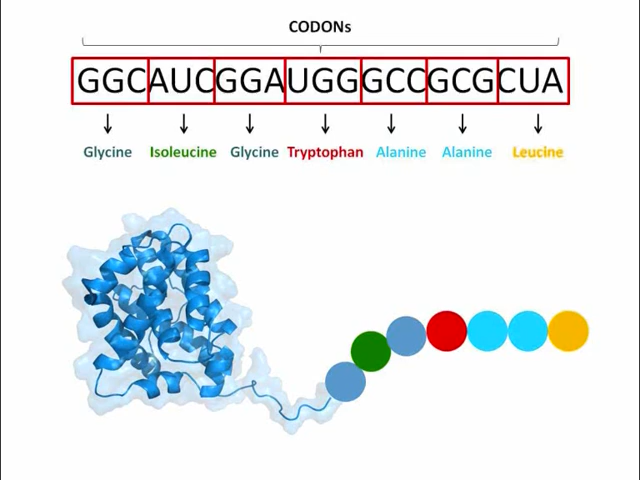 CODONs
GGCAUCGGAUGGGCCGCGCUA
Glycine Isoleucine Glycine Tryptophan Alanine Alanine Leucine